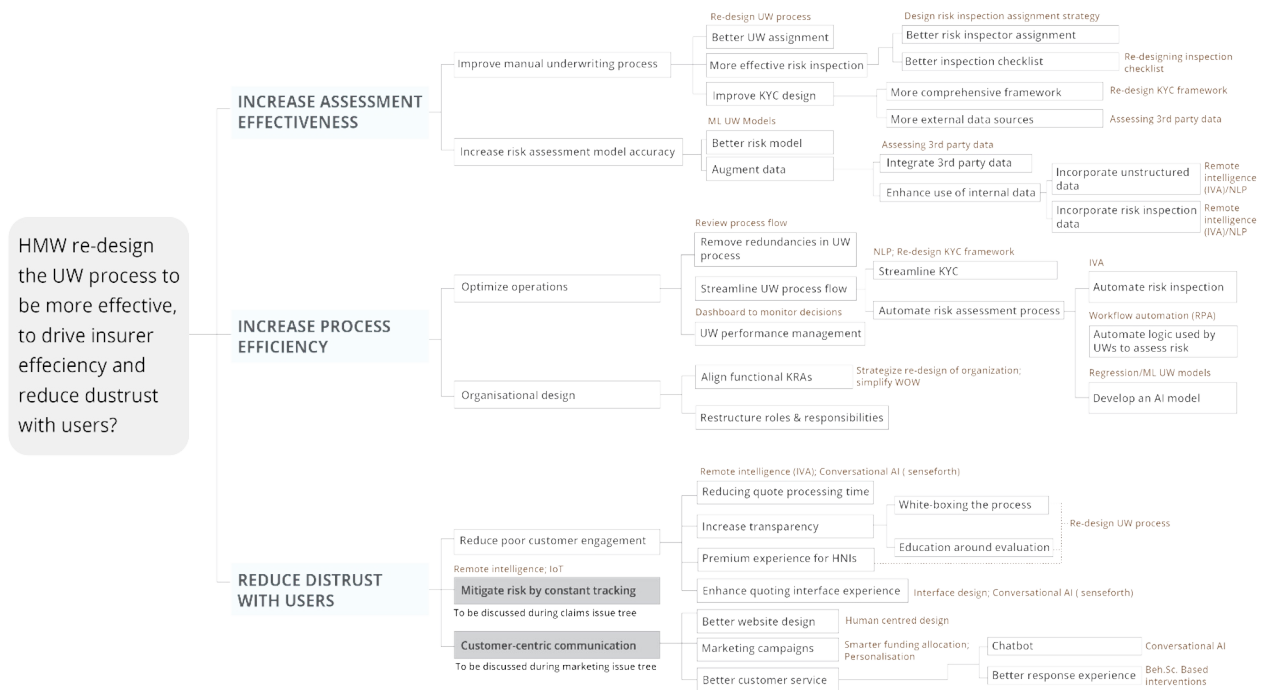 HMW re-design
the UW process to
be more effective,
to drive insurer
effeciency and
reduce dustrust
with users?
INCREASE ASSESSMENT
EFFECTIVENESS
Improve manual underwriting process
Re-design UW process
Better UW assignment
More effective risk inspection
Design risk inspection assignment strategy
Better risk inspector assignment
Better inspection checklist
Re-designing inspection
checklist
Improve KYC design
More comprehensive framework
Re-design KYC framework
More external data sources
Assessing 3rd party data
Increase risk assessment model accuracy
ML UW Models
Better risk model
Augment data
Assessing 3rd party data
Integrate 3rd party data
Enhance use of internal data
Incorporate unstructured
data
Remote
intelligence
(IVA)/NLP
Incorporate risk inspection
data
Remote
intelligence
(IVA)/NLP
INCREASE PROCESS
EFFICIENCY
Optimize operations
Review process flow
Remove redundancies in UW
process
Streamline UW process flow
NLP; Re-design KYC framework
Streamline KYC
Automate risk assessment process
IVA
Automate risk inspection
Workflow automation (RPA)
Automate logic used by
UWs to assess risk
Regression/ML UW models
Develop an AI model
Dashboard to monitor decisions
UW performance management
Organisational design
Align functional KRAs
Strategize re-design of organization;
simplify WOW
Restructure roles & responsibilities
REDUCE DISTRUST
WITH USERS
Reduce poor customer engagement
Remote intelligence (IVA); Conversational AI ( senseforth)
Reducing quote processing time
Increase transparency
White-boxing the process
Education around evaluation
Re-design UW process
Premium experience for HNIs
Enhance quoting interface experience
Interface design; Conversational AI ( senseforth)
Remote intelligence; IoT
Mitigate risk by constant tracking
To be discussed during claims issue tree
Customer-centric communication
To be discussed during marketing issue tree
Better website design
Human centred design
Marketing campaigns
Smarter funding allocation;
Personalisation
Better customer service
Chatbot
Conversational AI
Better response experience
Beh.Sc. Based
interventions